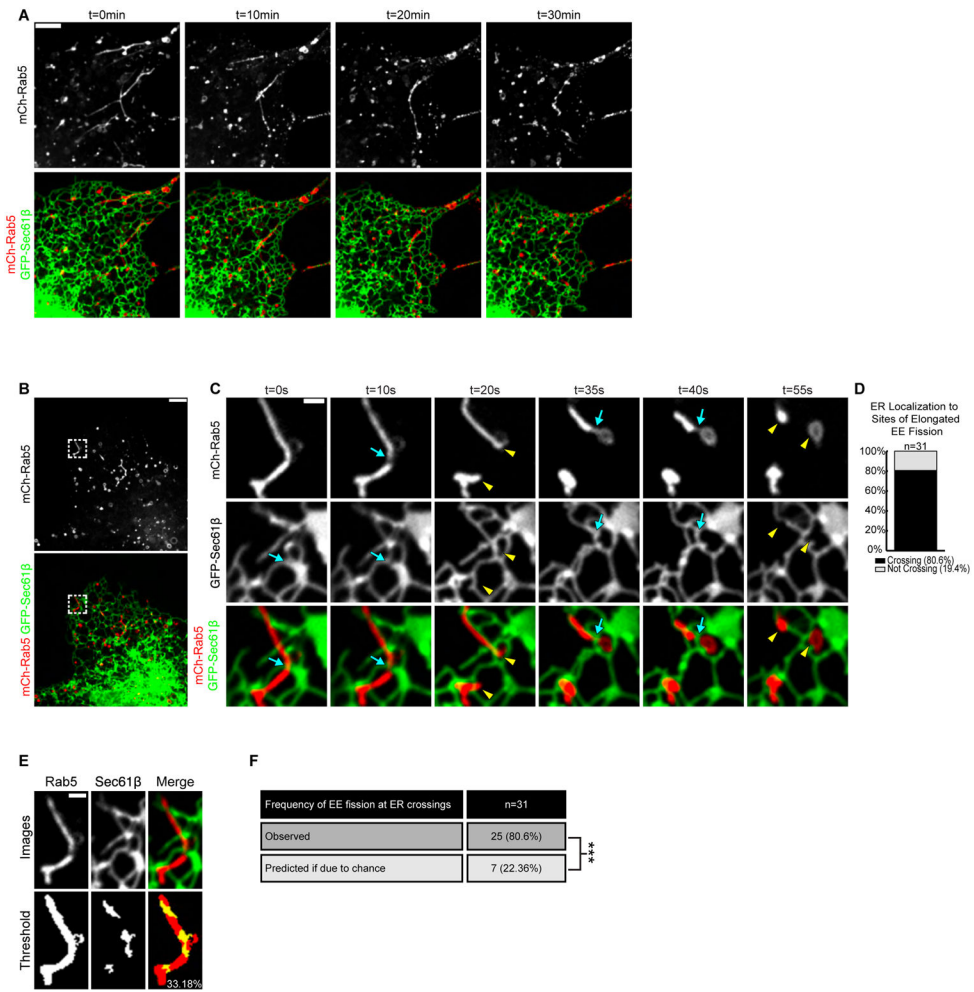 A
t=0min t=10min t=20min t=30min
mCh-Rab5
mCh-Rab5
GFP-Sec61β
B
mCh-Rab5
mCh-Rab5 GFP-Sec61β
C
t=0s t=10s t=20s t=35s t=40s t=55s
mCh-Rab5
GFP-Sec61β
mCh-Rab5
GFP-Sec61β
D
ER Localization to
Sites of Elongated
EE Fission
n=31
100%
80%
60%
40%
20%
0%
Crossing (80.6%)
Not Crossing (19.4%)
E
Rab5 Sec61β Merge
Images
Threshold
33.18%
F
Frequency of EE fission at ER crossings n=31
Observed 25 (80.6%)
Predicted if due to chance 7 (22.36%)
***